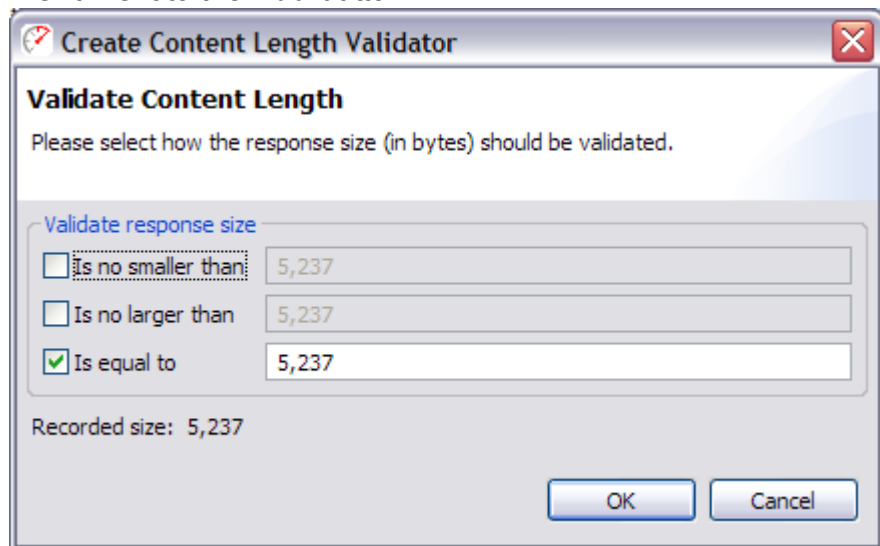 Create Content Length Validator
Validate Content Length
Please select how the response size (in bytes) should be validated.
Validate response size
Is no smaller than 5,237
Is no larger than 5,237
Is equal to 5,237
Recorded size: 5,237
OK Cancel